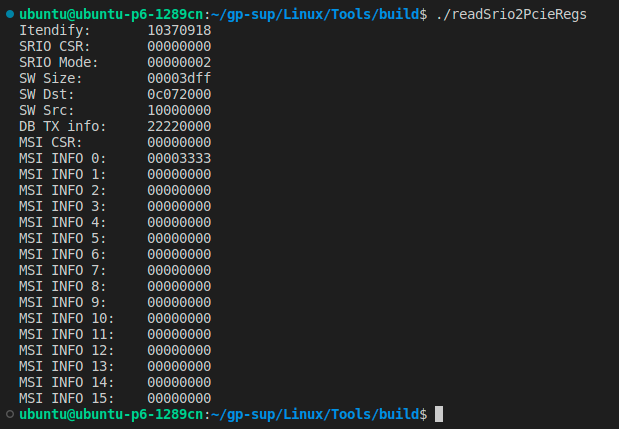 ubuntu@ubuntu-p6-1289cn:~/gp-sup/Linux/Tools/build$ ./readSrio2PcieRegs
Itendify: 10370918
SRIO CSR: 00000000
SRIO Mode: 00000002
SW Size: 00003dff
SW Dst: 0c072000
SW Src: 10000000
DB TX info: 22220000
MSI CSR: 00000000
MSI INFO 0: 00003333
MSI INFO 1: 00000000
MSI INFO 2: 00000000
MSI INFO 3: 00000000
MSI INFO 4: 00000000
MSI INFO 5: 00000000
MSI INFO 6: 00000000
MSI INFO 7: 00000000
MSI INFO 8: 00000000
MSI INFO 9: 00000000
MSI INFO 10: 00000000
MSI INFO 11: 00000000
MSI INFO 12: 00000000
MSI INFO 13: 00000000
MSI INFO 14: 00000000
MSI INFO 15: 00000000
ubuntu@ubuntu-p6-1289cn:~/gp-sup/Linux/Tools/build$